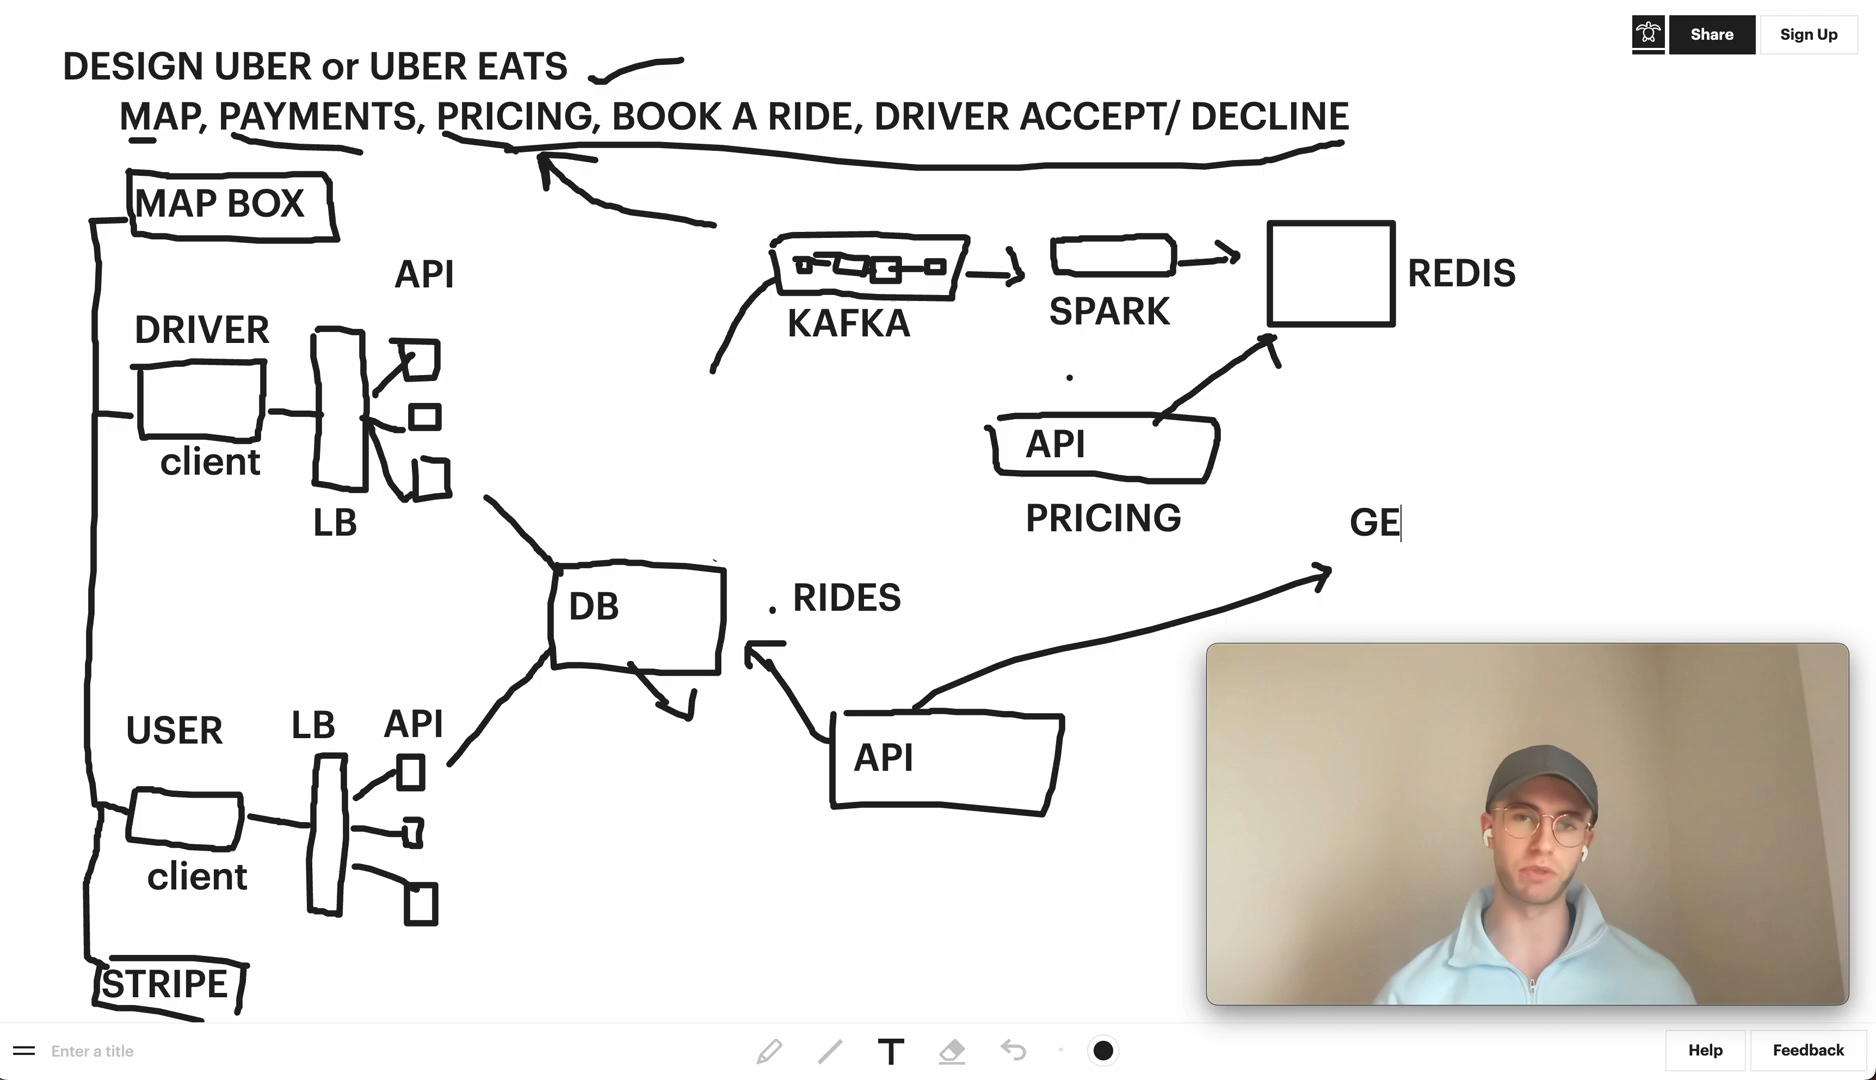 Share
Sign Up
DESIGN UBER or UBER EATS
MAP, PAYMENTS, PRICING, BOOK A RIDE, DRIVER ACCEPT/ DECLINE
MAP BOX
API
DRIVER
client
LB
KAFKA
SPARK
REDIS
API
PRICING
GE
DB
RIDES
API
USER
LB
API
client
STRIPE
Enter a title
T
Help
Feedback